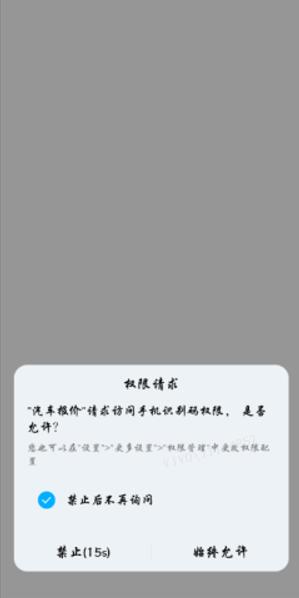 权限请求
"汽车报价"请求访问手机识别码权限， 是否
允许？
您也可以在"设置">"更多设置">"权限管理"中更改权限配
置
禁止后不再询问
禁止(15s)
始终允许